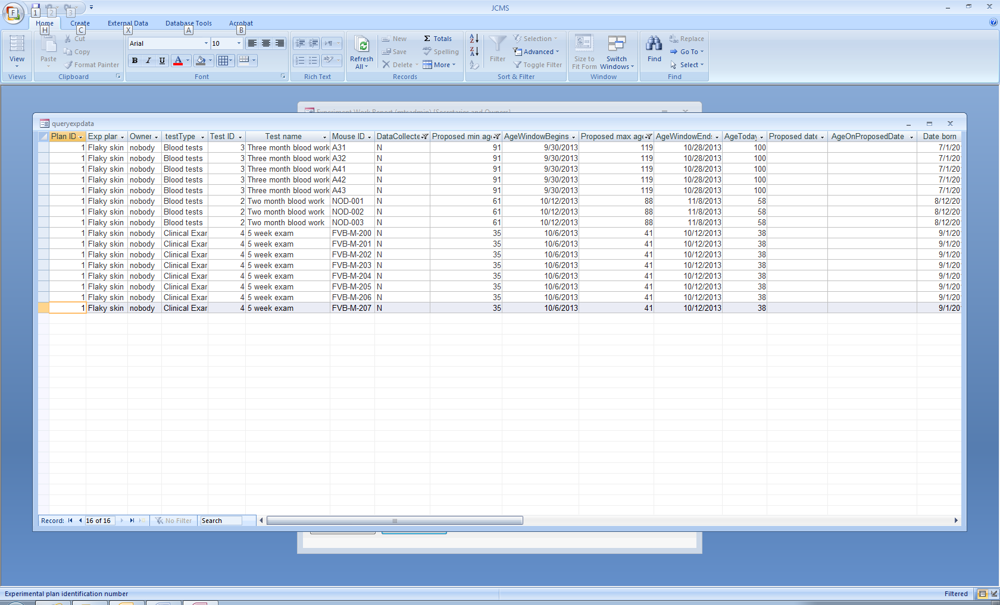 JCMS
F 1 2 3
Home Create External Data Database Tools Acrobat
H C X A B
View
Views
Paste
Cut
Copy
Format Painter
Clipboard
Arial 10
B I U A
Font
Rich Text
Refresh All
New
Save
Delete
Totals
Spelling
More
Records
Filter
Selection
Advanced
Toggle Filter
Sort & Filter
Size to Fit Form
Switch Windows
Window
Find
Replace
Go To
Select
Find
Experiment Work Report (mtsadmin) {Secretaries and Owners}
queryexpdata
Plan ID Exp plan Owner testType Test ID Test name Mouse ID DataCollecte Proposed min age AgeWindowBegins Proposed max age AgeWindowEnds AgeToday Proposed date AgeOnProposedDate Date born
1 Flaky skin nobody Blood tests 3 Three month blood work A31 N 91 9/30/2013 119 10/28/2013 100 7/1/20
1 Flaky skin nobody Blood tests 3 Three month blood work A32 N 91 9/30/2013 119 10/28/2013 100 7/1/20
1 Flaky skin nobody Blood tests 3 Three month blood work A41 N 91 9/30/2013 119 10/28/2013 100 7/1/20
1 Flaky skin nobody Blood tests 3 Three month blood work A42 N 91 9/30/2013 119 10/28/2013 100 7/1/20
1 Flaky skin nobody Blood tests 3 Three month blood work A43 N 91 9/30/2013 119 10/28/2013 100 7/1/20
1 Flaky skin nobody Blood tests 2 Two month blood work NOD-001 N 61 10/12/2013 88 11/8/2013 58 8/12/20
1 Flaky skin nobody Blood tests 2 Two month blood work NOD-002 N 61 10/12/2013 88 11/8/2013 58 8/12/20
1 Flaky skin nobody Blood tests 2 Two month blood work NOD-003 N 61 10/12/2013 88 11/8/2013 58 8/12/20
1 Flaky skin nobody Clinical Exar 4 5 week exam FVB-M-200 N 35 10/6/2013 41 10/12/2013 38 9/1/20
1 Flaky skin nobody Clinical Exar 4 5 week exam FVB-M-201 N 35 10/6/2013 41 10/12/2013 38 9/1/20
1 Flaky skin nobody Clinical Exar 4 5 week exam FVB-M-202 N 35 10/6/2013 41 10/12/2013 38 9/1/20
1 Flaky skin nobody Clinical Exar 4 5 week exam FVB-M-203 N 35 10/6/2013 41 10/12/2013 38 9/1/20
1 Flaky skin nobody Clinical Exar 4 5 week exam FVB-M-204 N 35 10/6/2013 41 10/12/2013 38 9/1/20
1 Flaky skin nobody Clinical Exar 4 5 week exam FVB-M-205 N 35 10/6/2013 41 10/12/2013 38 9/1/20
1 Flaky skin nobody Clinical Exar 4 5 week exam FVB-M-206 N 35 10/6/2013 41 10/12/2013 38 9/1/20
1 Flaky skin nobody Clinical Exar 4 5 week exam FVB-M-207 N 35 10/6/2013 41 10/12/2013 38 9/1/20
Record: 16 of 16 No Filter Search
Experimental plan identification number Filtered